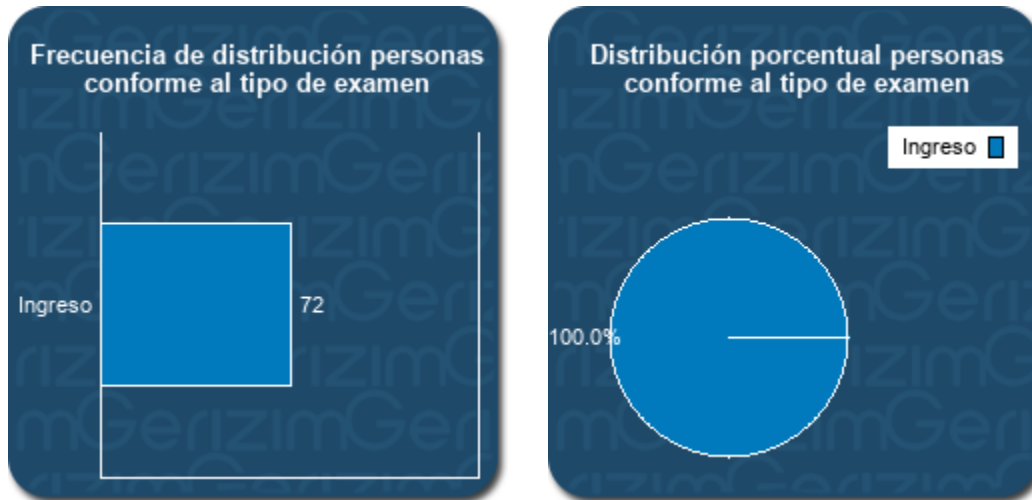 Frecuencia de distribución personas
conforme al tipo de examen
Ingreso
72
Distribución porcentual personas
conforme al tipo de examen
Ingreso
100.0%
Gerizim